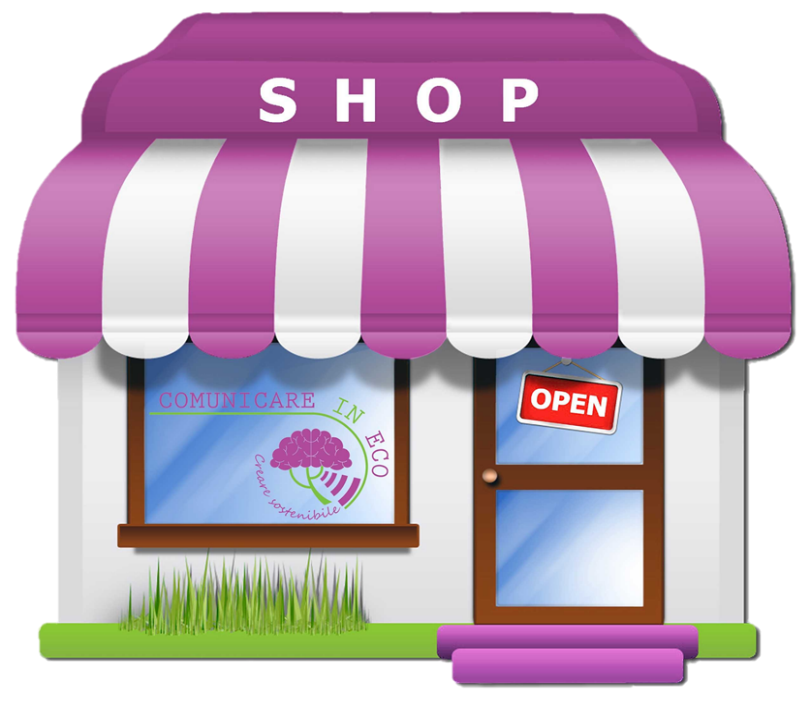 SHOP
OPEN
COMUNICARE IN ECO
Creare sostenibile